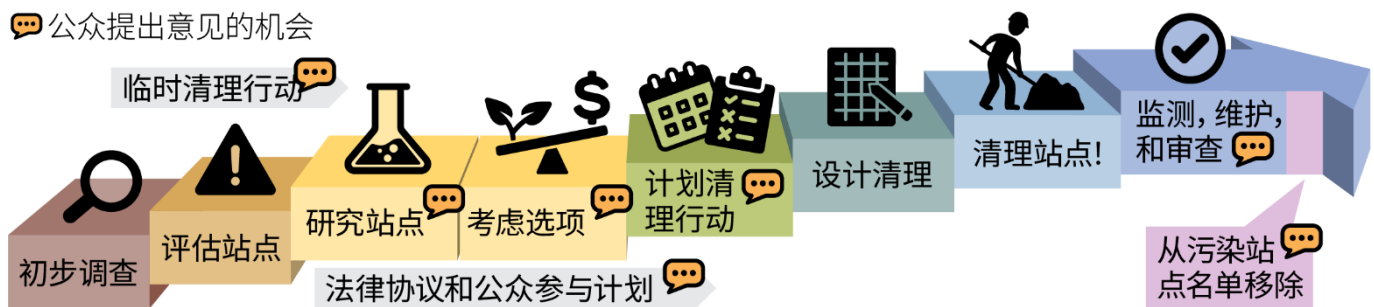 公众提出意见的机会
临时清理行动
初步调查
评估站点
研究站点
考虑选项
法律协议和公众参与计划
计划清
理行动
设计清理
清理站点!
监测, 维护,
和审查
从污染站
点名单移除